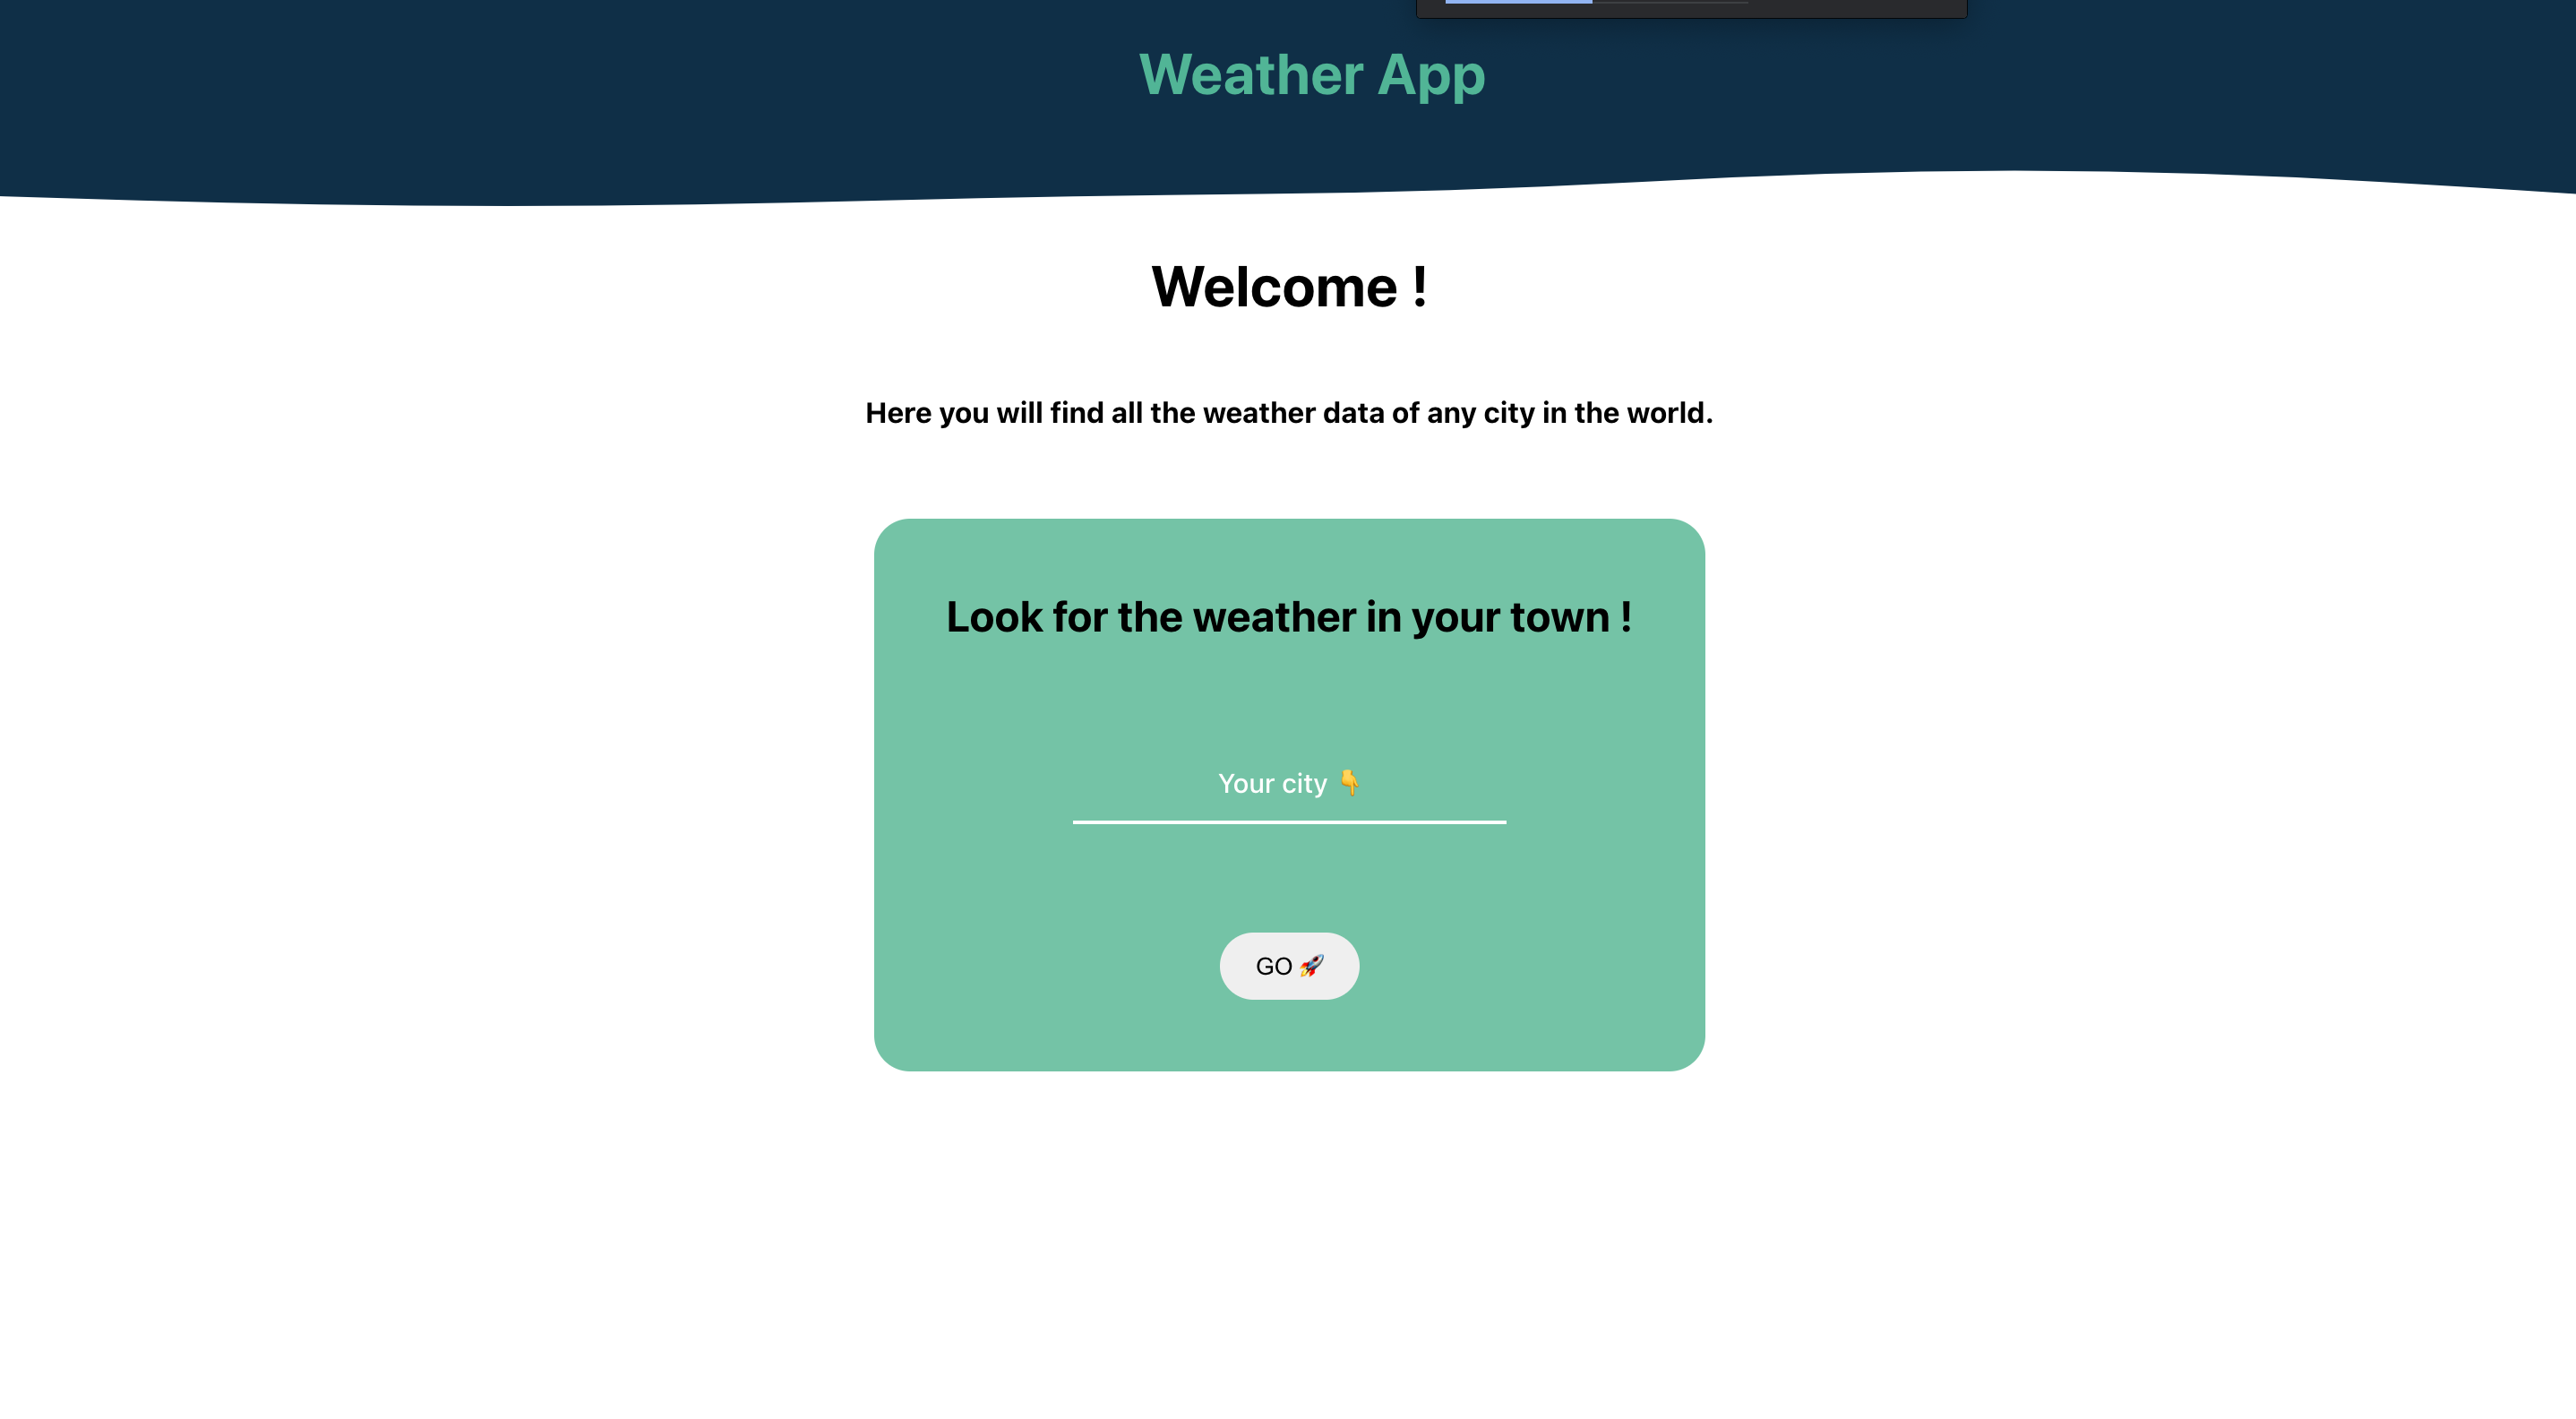 Weather App
Welcome !
Here you will find all the weather data of any city in the world.
Look for the weather in your town !
Your city 👇
GO 🚀